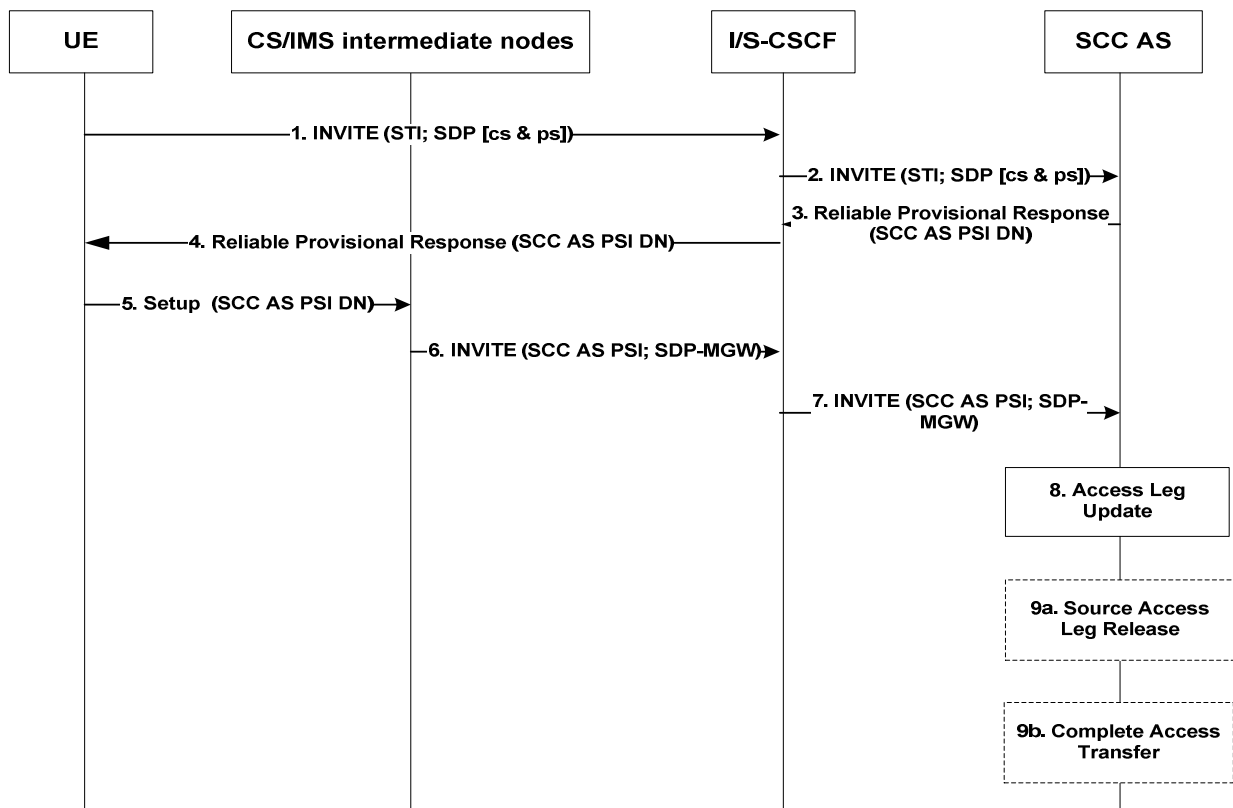 UE
CS/IMS intermediate nodes
I/S-CSCF
SCC AS
1. INVITE (STI; SDP [cs & ps])
2. INVITE (STI; SDP [cs & ps])
3. Reliable Provisional Response
(SCC AS PSI DN)
4. Reliable Provisional Response (SCC AS PSI DN)
5. Setup (SCC AS PSI DN)
6. INVITE (SCC AS PSI; SDP-MGW)
7. INVITE (SCC AS PSI; SDP-
MGW)
8. Access Leg
Update
9a. Source Access
Leg Release
9b. Complete Access
Transfer